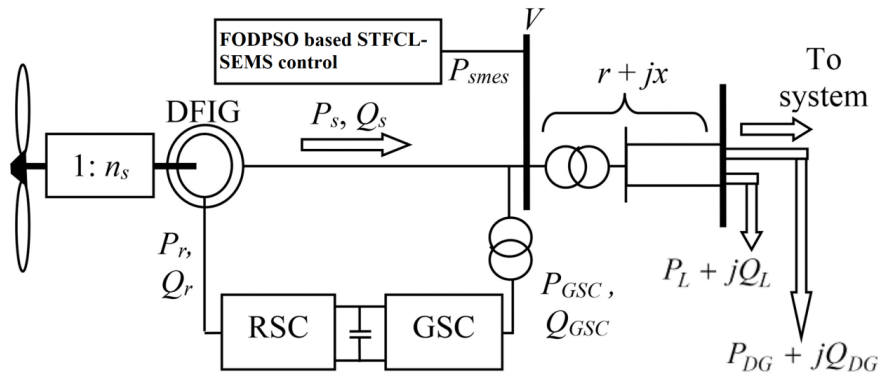 FODPSO based STFCL-
SEMS control
V
P_smes
r + jx
To
system
DFIG
P_s, Q_s
1: n_s
P_r,
Q_r
RSC
GSC
P_GSC,
Q_GSC
P_L + jQ_L
P_DG + jQ_DG